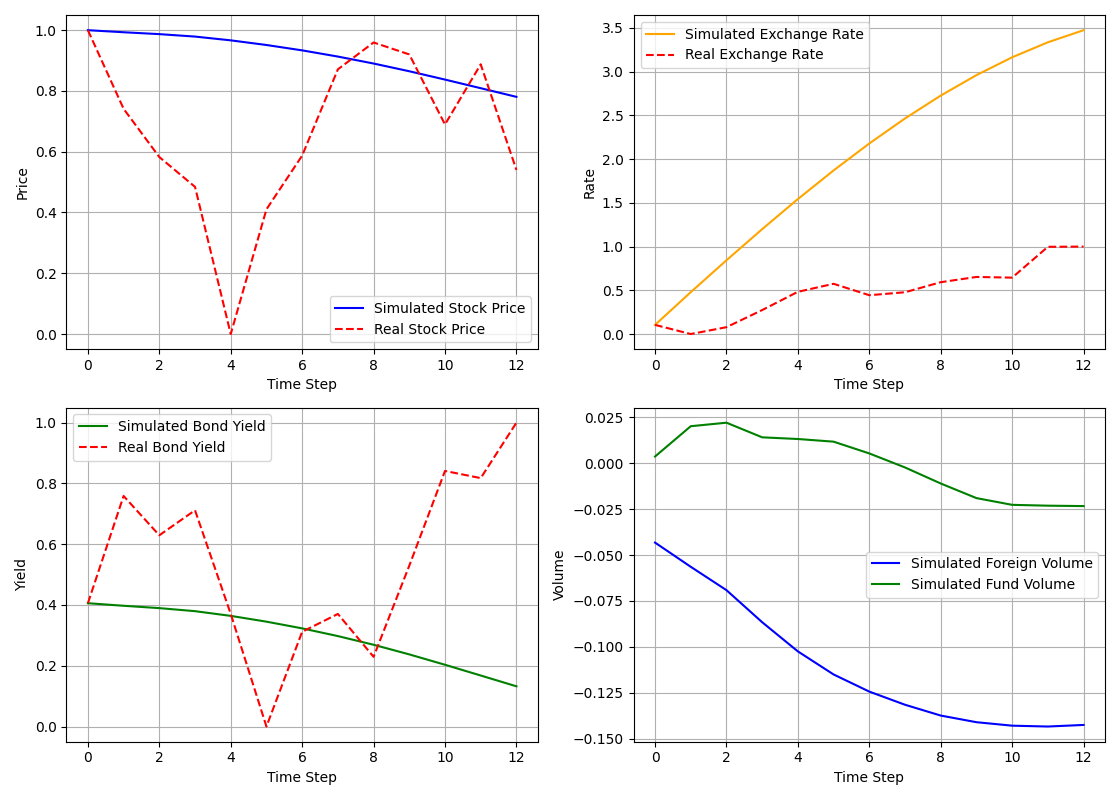 1.0
0.8
0.6
0.4
0.2
0.0
Price
Simulated Stock Price
Real Stock Price
0 2 4 6 8 10 12
Time Step
3.5
3.0
2.5
2.0
1.5
1.0
0.5
0.0
Rate
Simulated Exchange Rate
Real Exchange Rate
0 2 4 6 8 10 12
Time Step
1.0
0.8
0.6
0.4
0.2
0.0
Yield
Simulated Bond Yield
Real Bond Yield
0 2 4 6 8 10 12
Time Step
0.025
0.000
−0.025
−0.050
−0.075
−0.100
−0.125
−0.150
Volume
Simulated Foreign Volume
Simulated Fund Volume
0 2 4 6 8 10 12
Time Step